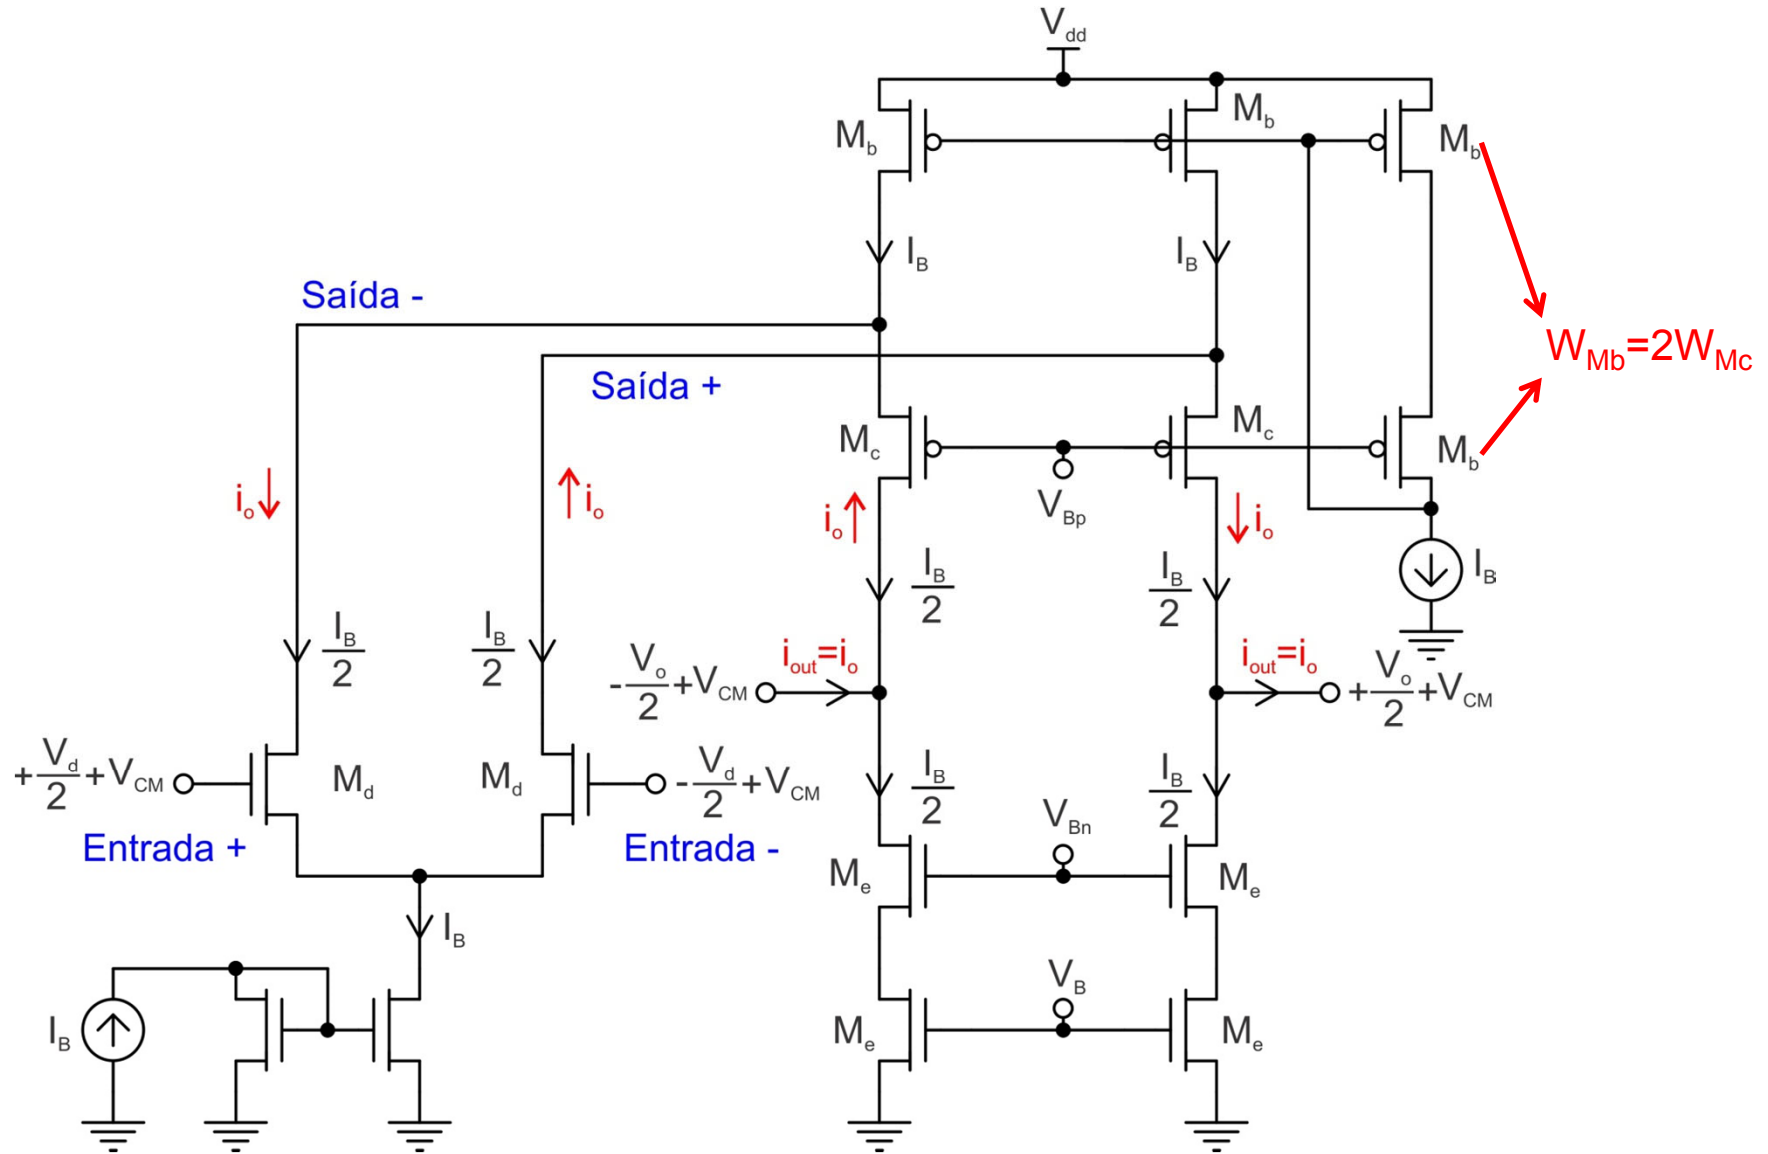 Vdd
Mb
Mb
Mb
IB
IB
Saída -
WMb=2WMc
Saída +
Mc
Mc
Mb
io
io
io
VBp
io
IB/2
IB/2
IB
IB/2
IB/2
-Vo/2+VCM
iout=io
iout=io
+Vo/2+VCM
+Vd/2+VCM
Md
Md
-Vd/2+VCM
IB/2
IB/2
VBn
Entrada +
Entrada -
Me
Me
IB
VB
IB
Me
Me